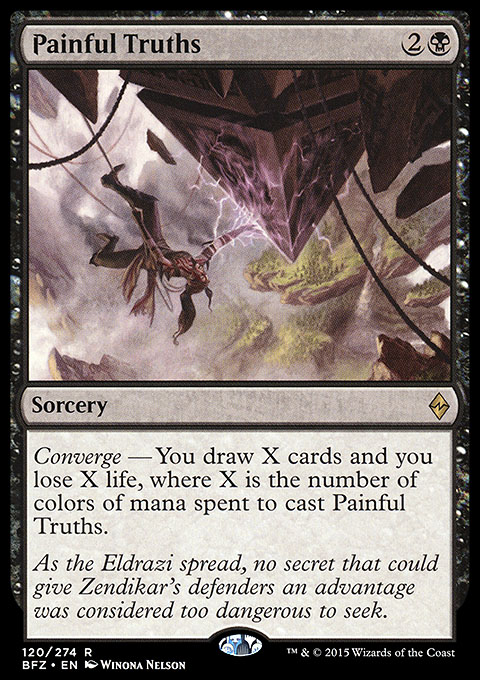 Painful Truths 2
Sorcery
Converge — You draw X cards and you
lose X life, where X is the number of
colors of mana spent to cast Painful
Truths.
As the Eldrazi spread, no secret that could
give Zendikar's defenders an advantage
was considered too dangerous to seek.
120/274 R
BFZ • EN Winona Nelson
™ & © 2015 Wizards of the Coast